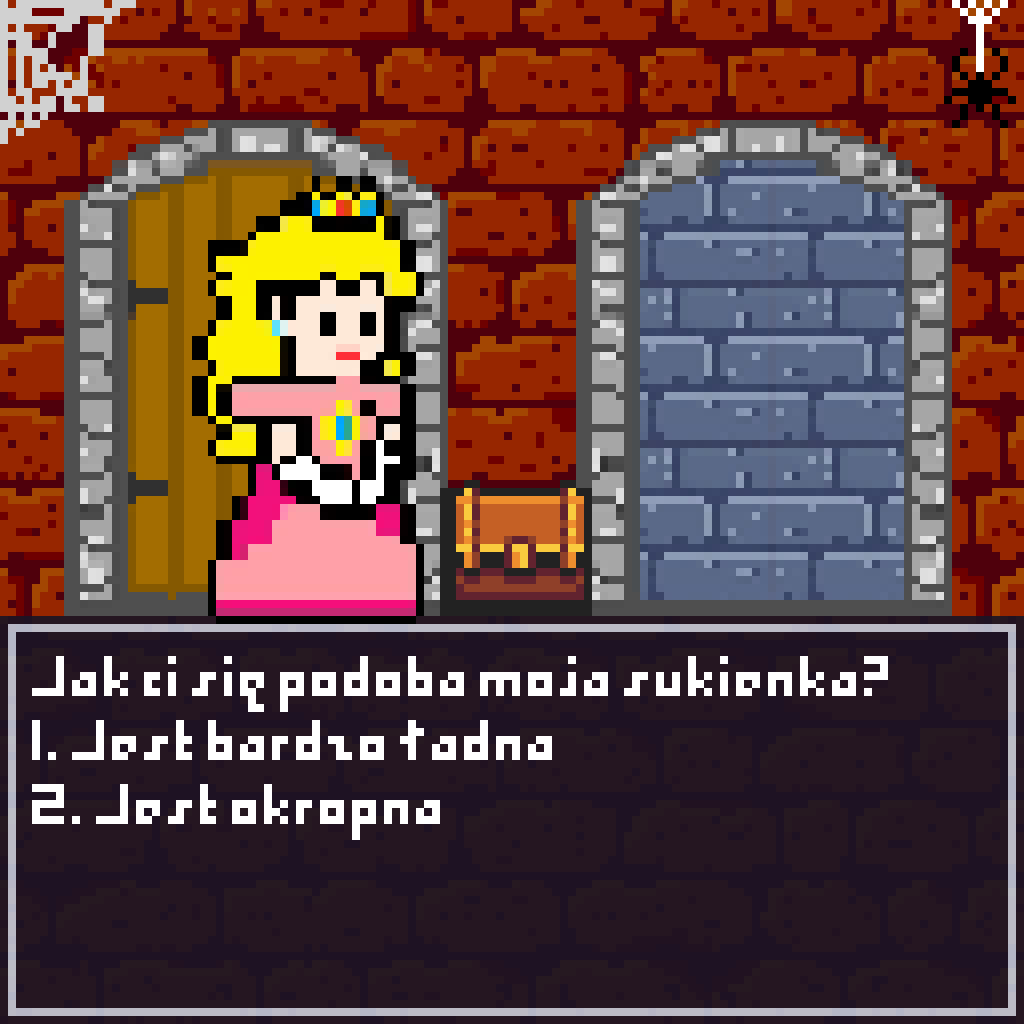 Jak ci się podoba moja sukienka?
1. Jest bardzo ładna
2. Jest okropna